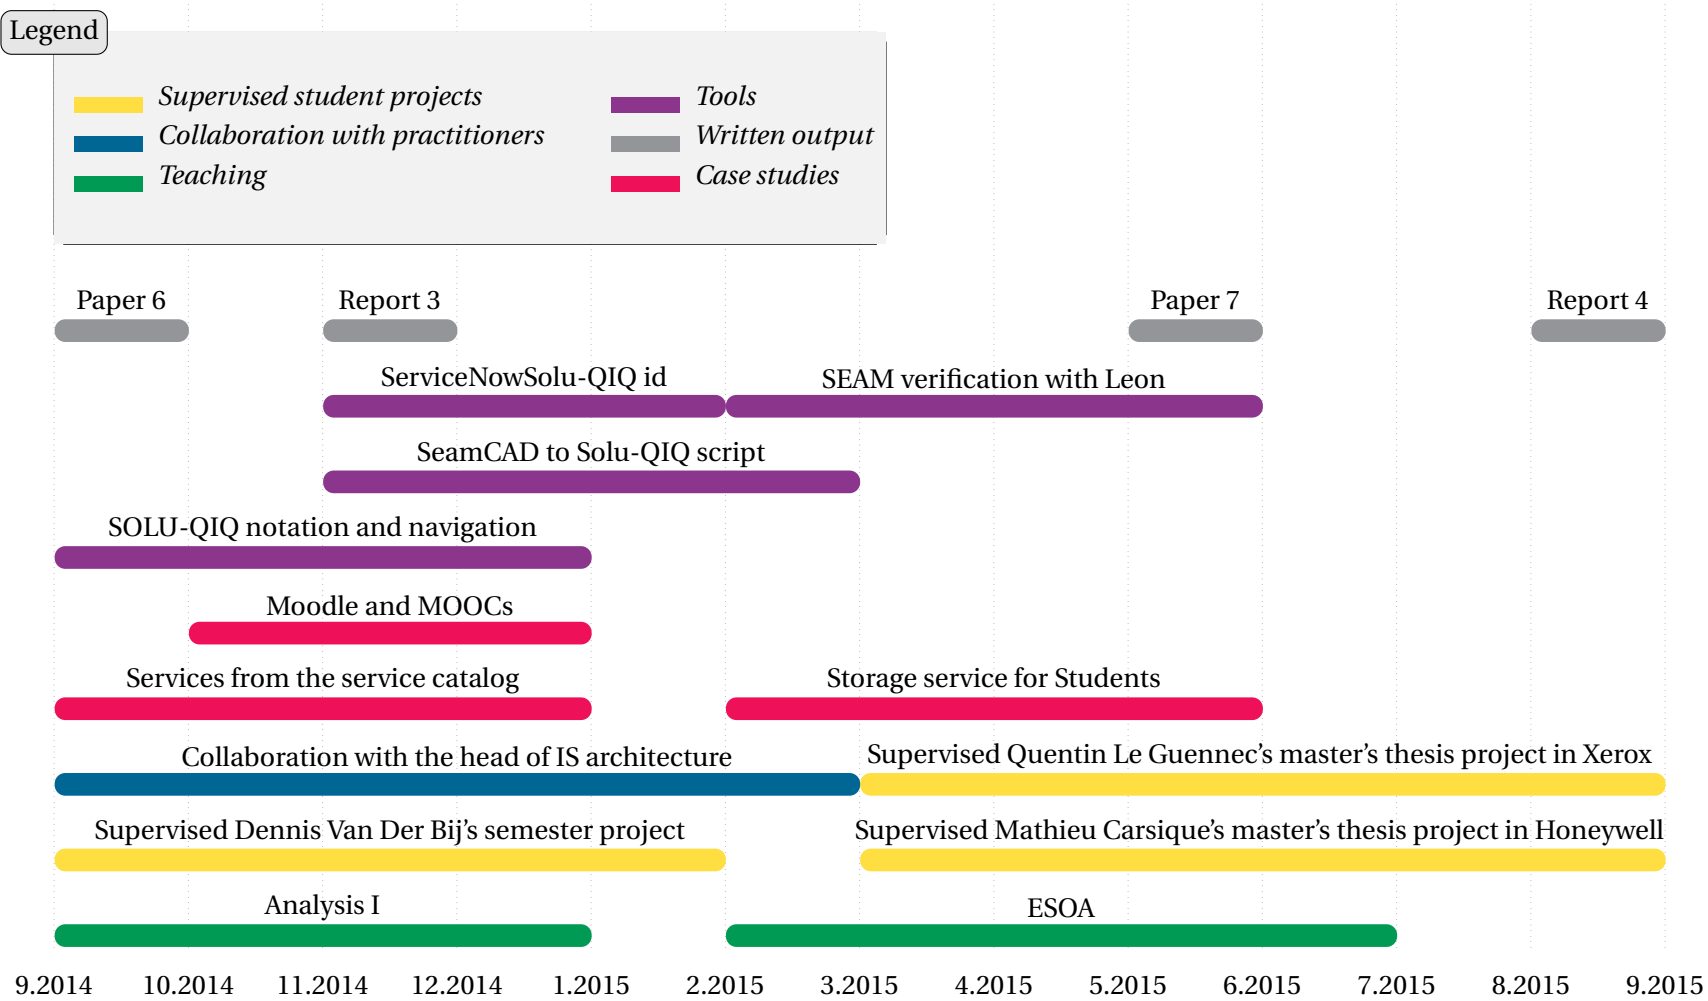 Legend
Supervised student projects
Tools
Collaboration with practitioners
Written output
Teaching
Case studies
Paper 6
Report 3
Paper 7
Report 4
ServiceNowSolu-QIQ id
SEAM verification with Leon
SeamCAD to Solu-QIQ script
SOLU-QIQ notation and navigation
Moodle and MOOCs
Services from the service catalog
Storage service for Students
Collaboration with the head of IS architecture
Supervised Quentin Le Guennec’s master’s thesis project in Xerox
Supervised Dennis Van Der Bij’s semester project
Supervised Mathieu Carsique’s master’s thesis project in Honeywell
Analysis I
ESOA
9.2014 10.2014 11.2014 12.2014 1.2015 2.2015 3.2015 4.2015 5.2015 6.2015 7.2015 8.2015 9.2015